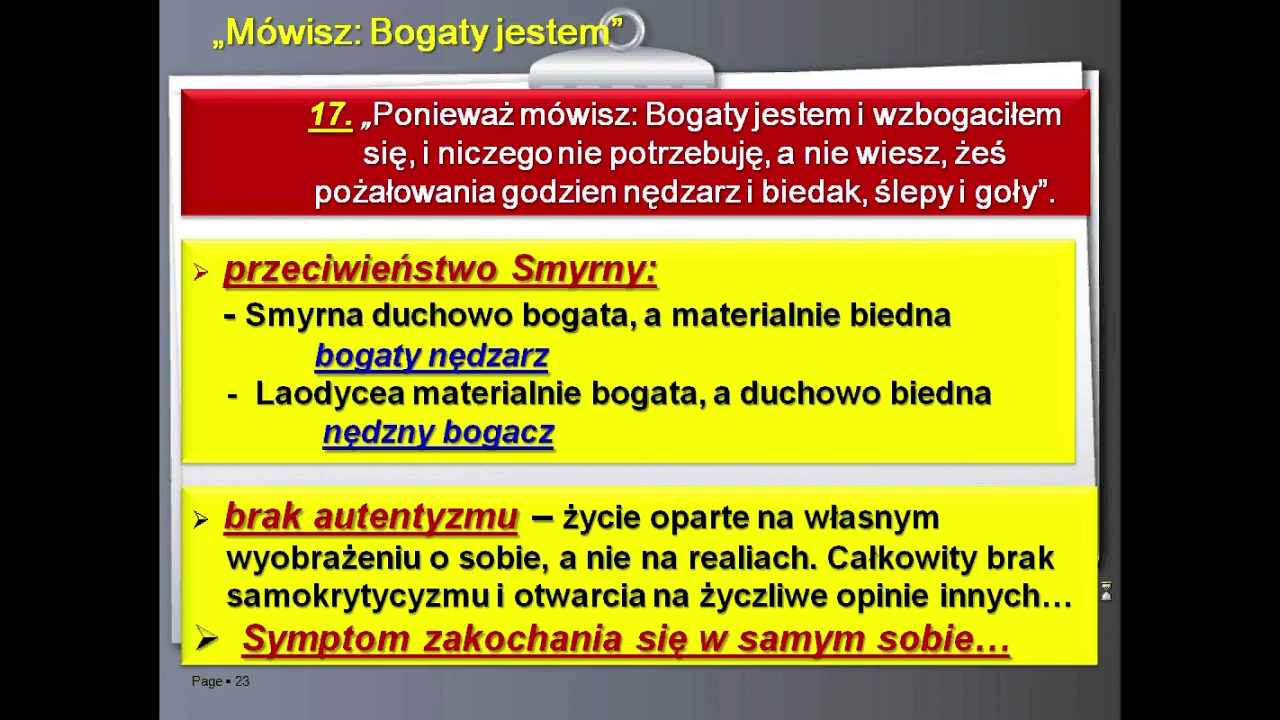 „Mówisz: Bogaty jestem”
17. „Ponieważ mówisz: Bogaty jestem i wzbogaciłem
się, i niczego nie potrzebuję, a nie wiesz, żeś
pożałowania godzien nędzarz i biedak, ślepy i goły”.
przeciwieństwo Smyrny:
- Smyrna duchowo bogata, a materialnie biedna
bogaty nędzarz
- Laodycea materialnie bogata, a duchowo biedna
nędzny bogacz
brak autentyzmu – życie oparte na własnym
wyobrażeniu o sobie, a nie na realiach. Całkowity brak
samokrytycyzmu i otwarcia na życzliwe opinie innych…
Symptom zakochania się w samym sobie…
Page ▪ 23